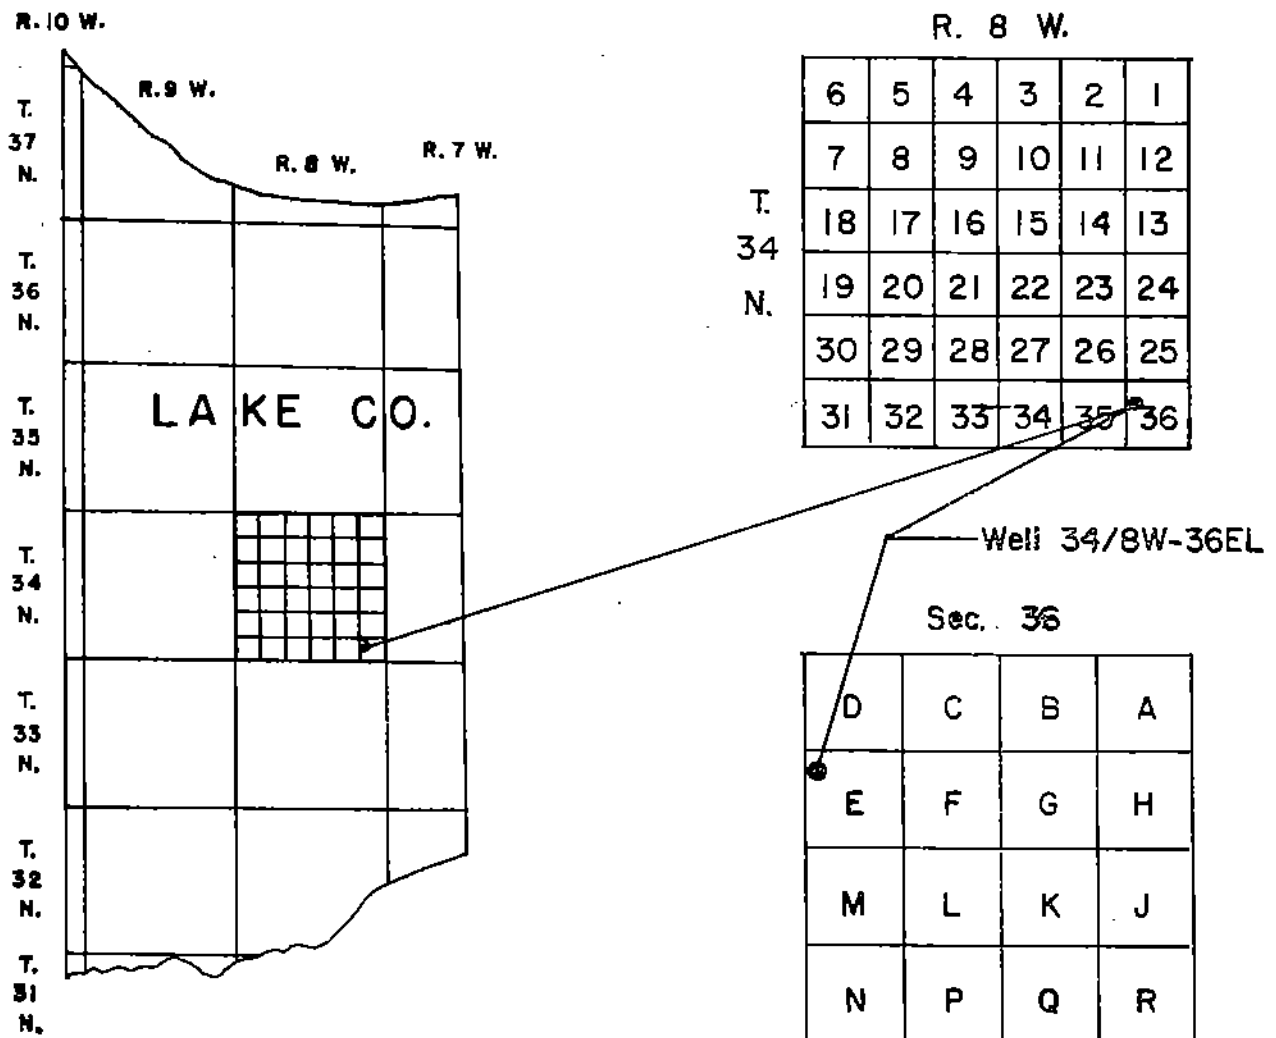 R. 10 W.
R. 9 W.
R. 8 W.
R. 7 W.
T.
37
N.
T.
36
N.
T.
35
N.
T.
34
N.
T.
33
N.
T.
32
N.
T.
31
N.
LAKE CO.
R. 8 W.
T.
34
N.
6 5 4 3 2 1
7 8 9 10 11 12
18 17 16 15 14 13
19 20 21 22 23 24
30 29 28 27 26 25
31 32 33 34 35 36
Well 34/8W-36EL
Sec. 36
D C B A
E F G H
M L K J
N P Q R